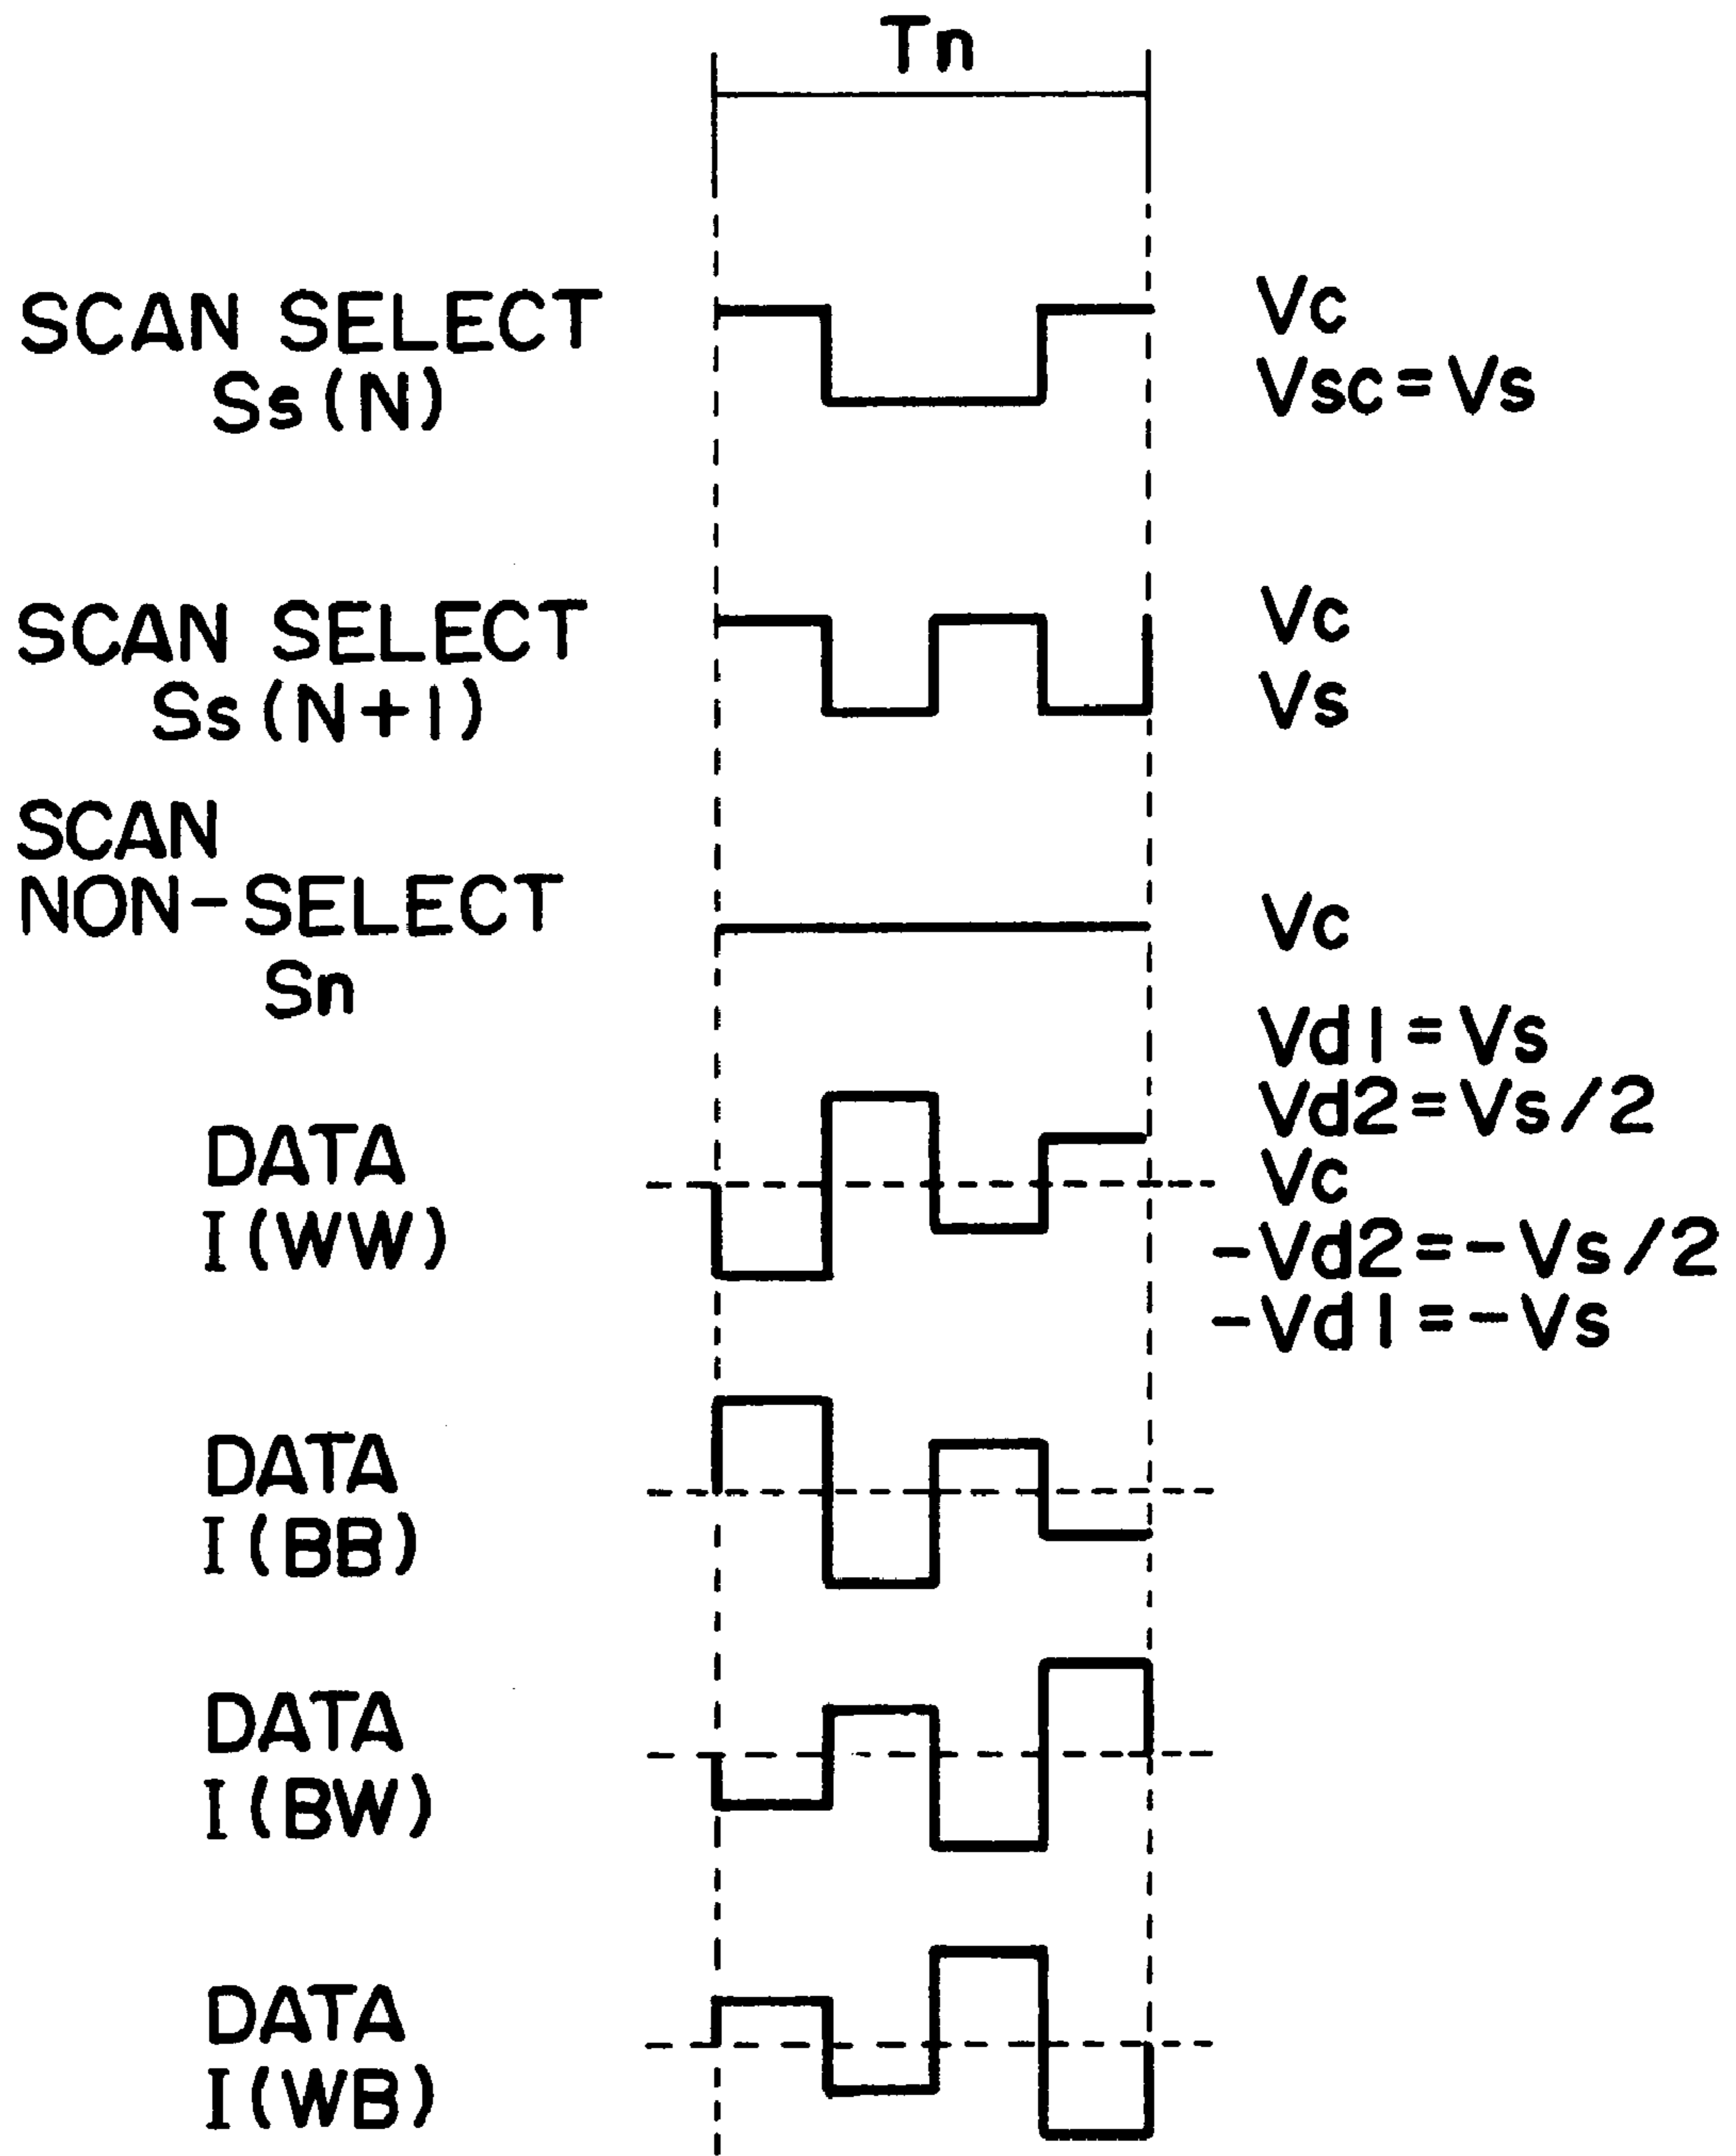 Tn
SCAN SELECT
Ss(N)
Vc
Vsc=Vs
SCAN SELECT
Ss(N+1)
Vc
Vs
SCAN
NON-SELECT
Sn
Vc
DATA
I(WW)
Vd1=Vs
Vd2=Vs/2
Vc
-Vd2=-Vs/2
-Vd1=-Vs
DATA
I(BB)
DATA
I(BW)
DATA
I(WB)